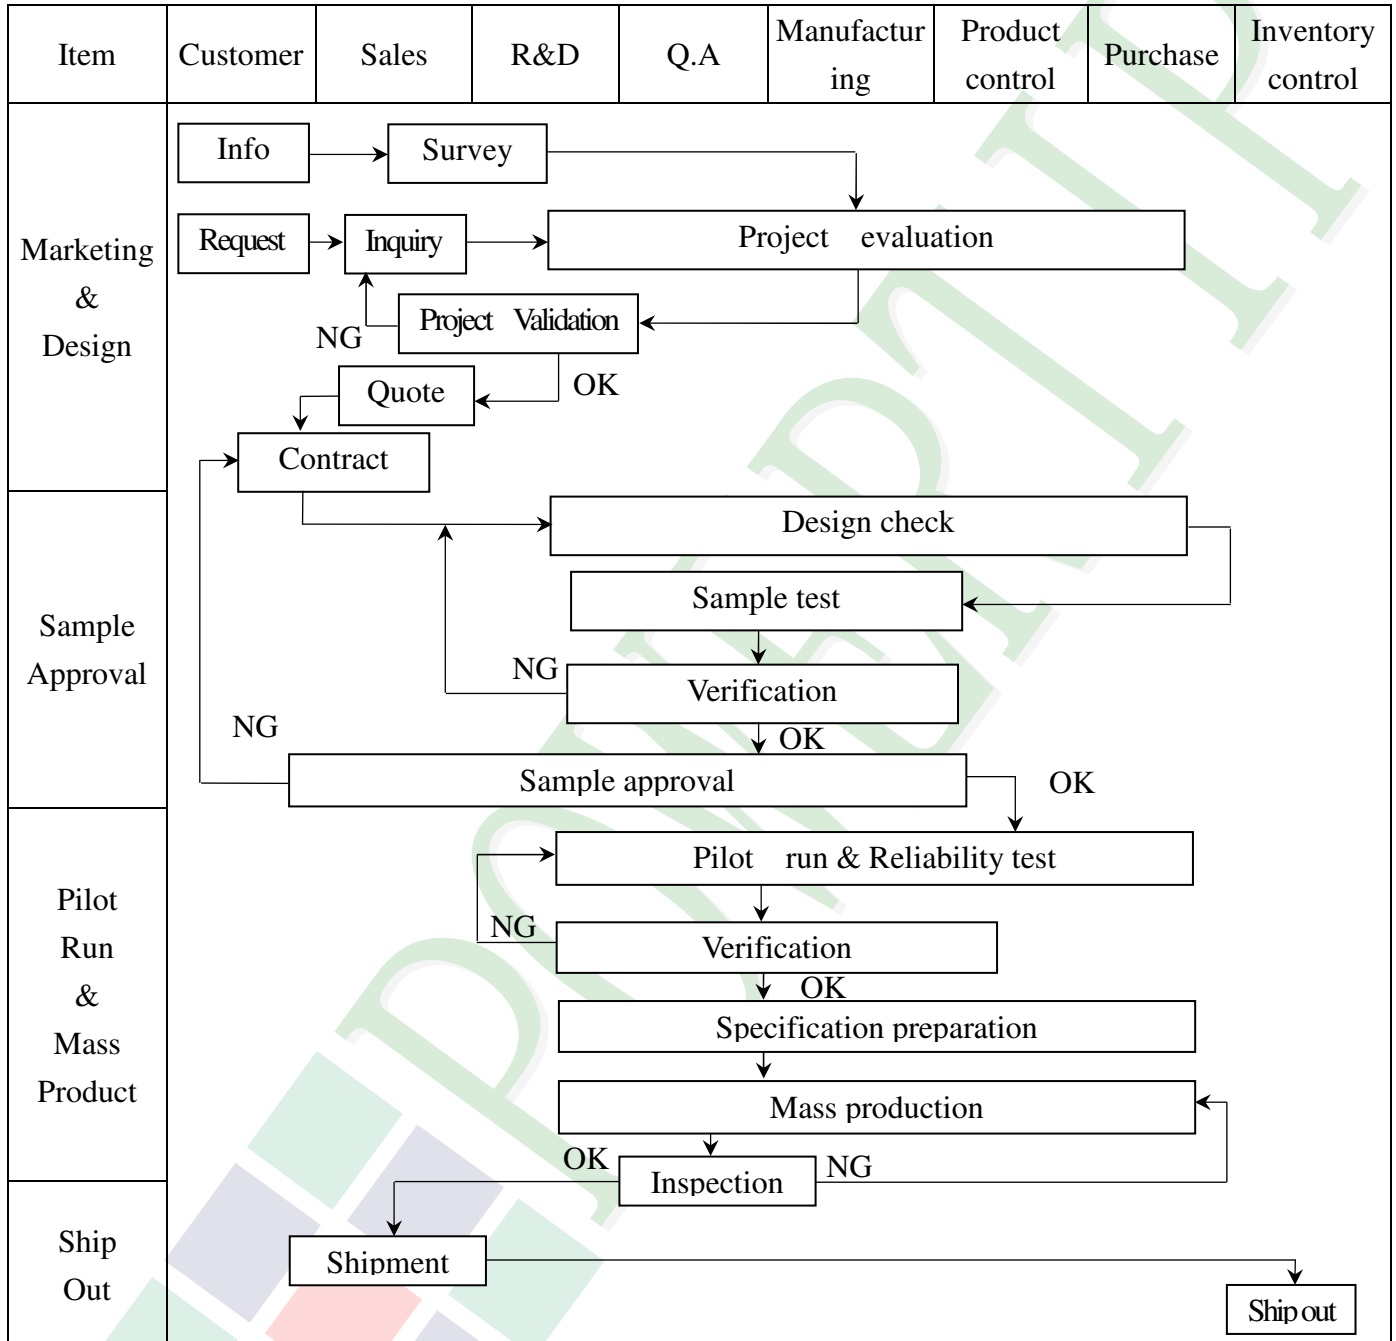 Item
Customer
Sales
R&D
Q.A
Manufactur
ing
Product
control
Purchase
Inventory
control
Marketing
&
Design
Info
Survey
Request
Inquiry
Project evaluation
NG
Project Validation
Quote
OK
Contract
Sample
Approval
Design check
Sample test
NG
Verification
NG
OK
Sample approval
OK
Pilot
Run
&
Mass
Product
Pilot run & Reliability test
NG
Verification
OK
Specification preparation
Mass production
OK
Inspection
NG
Ship
Out
Shipment
Ship out
POWERTIP